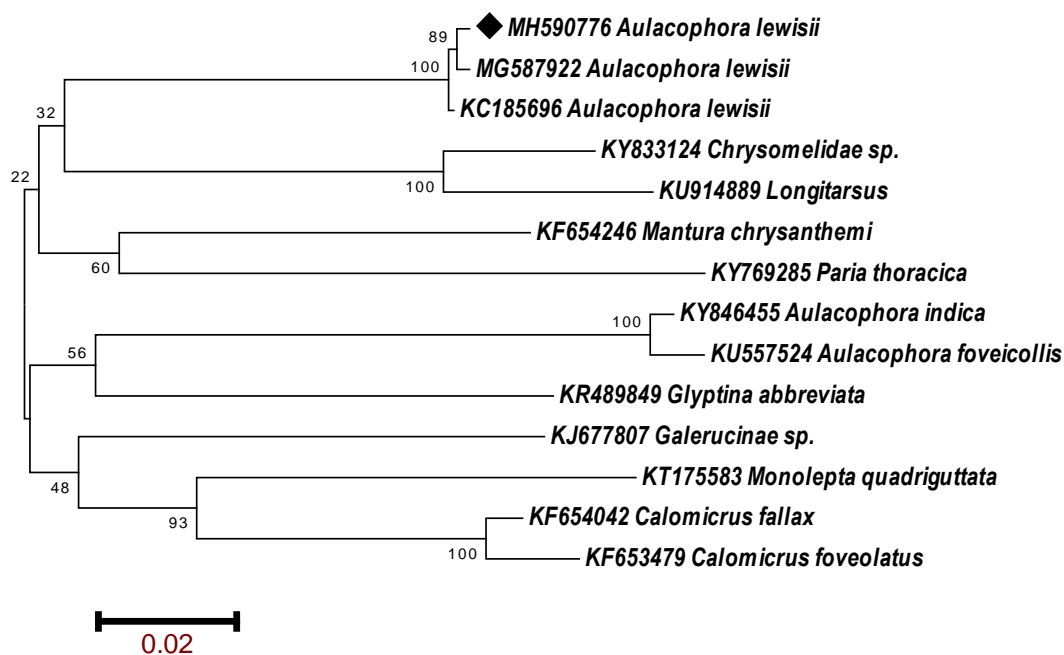 89
MH590776 Aulacophora lewisii
100
MG587922 Aulacophora lewisii
KC185696 Aulacophora lewisii
32
KY833124 Chrysomelidae sp.
100
KU914889 Longitarsus
22
KF654246 Mantura chrysanthemi
60
KY769285 Paria thoracica
KY846455 Aulacophora indica
100
KU557524 Aulacophora foveicollis
56
KR489849 Glyptina abbreviata
KJ677807 Galerucinae sp.
48
KT175583 Monolepta quadriguttata
93
KF654042 Calomicrus fallax
100
KF653479 Calomicrus foveolatus
0.02